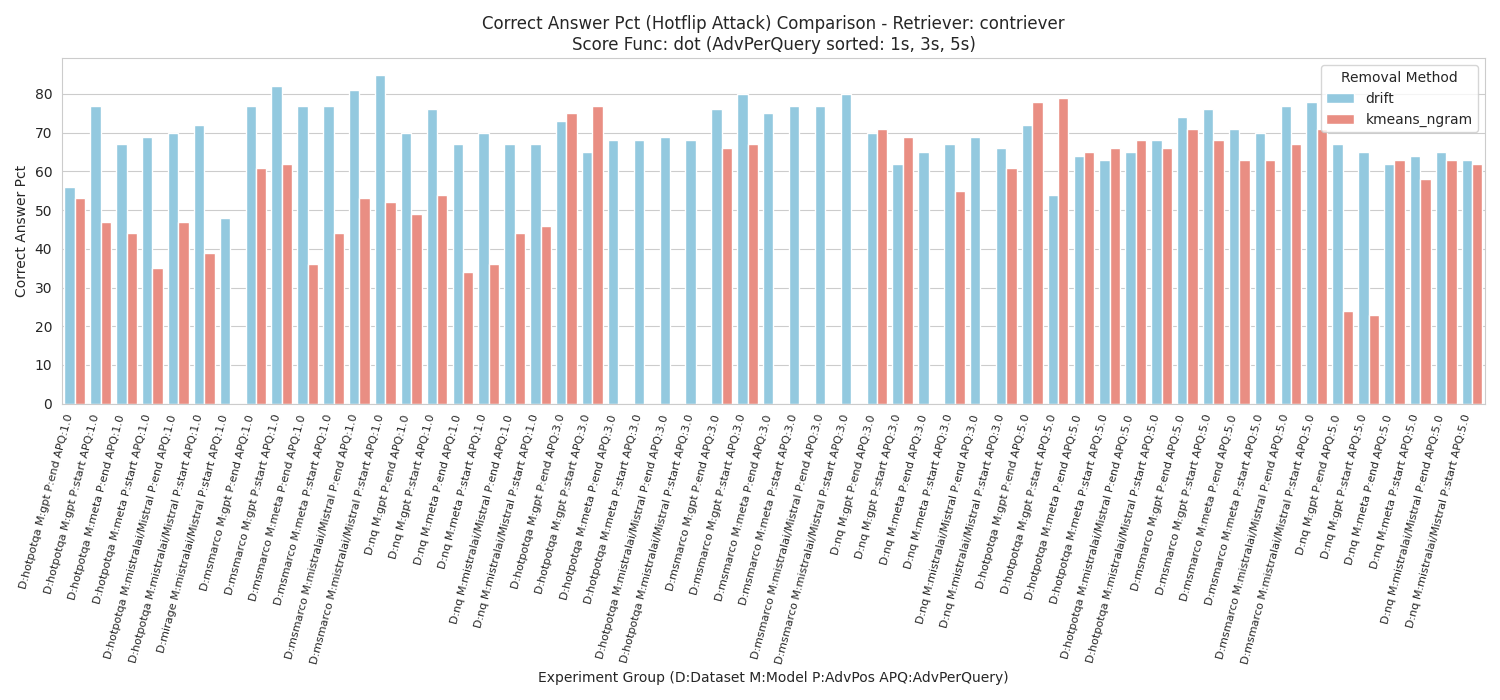 Correct Answer Pct (Hotflip Attack) Comparison - Retriever: contriever
Score Func: dot (AdvPerQuery sorted: 1s, 3s, 5s)
Removal Method
drift
kmeans_ngram
Correct Answer Pct
80
70
60
50
40
30
20
10
0
D:hotpotqa M:gpt P:end APQ:1.0
D:hotpotqa M:gpt P:start APQ:1.0
D:hotpotqa M:meta P:end APQ:1.0
D:hotpotqa M:meta P:start APQ:1.0
D:hotpotqa M:mistralai/Mistral P:end APQ:1.0
D:hotpotqa M:mistralai/Mistral P:start APQ:1.0
D:mirage M:mistralai/Mistral P:start APQ:1.0
D:msmarco M:gpt P:end APQ:1.0
D:msmarco M:gpt P:start APQ:1.0
D:msmarco M:meta P:end APQ:1.0
D:msmarco M:meta P:start APQ:1.0
D:msmarco M:mistralai/Mistral P:end APQ:1.0
D:msmarco M:mistralai/Mistral P:start APQ:1.0
D:nq M:gpt P:end APQ:1.0
D:nq M:gpt P:start APQ:1.0
D:nq M:meta P:end APQ:1.0
D:nq M:meta P:start APQ:1.0
D:nq M:mistralai/Mistral P:end APQ:1.0
D:nq M:mistralai/Mistral P:start APQ:1.0
D:hotpotqa M:gpt P:end APQ:3.0
D:hotpotqa M:gpt P:start APQ:3.0
D:hotpotqa M:meta P:end APQ:3.0
D:hotpotqa M:meta P:start APQ:3.0
D:hotpotqa M:mistralai/Mistral P:end APQ:3.0
D:hotpotqa M:mistralai/Mistral P:start APQ:3.0
D:msmarco M:gpt P:end APQ:3.0
D:msmarco M:gpt P:start APQ:3.0
D:msmarco M:meta P:end APQ:3.0
D:msmarco M:meta P:start APQ:3.0
D:msmarco M:mistralai/Mistral P:end APQ:3.0
D:msmarco M:mistralai/Mistral P:start APQ:3.0
D:nq M:gpt P:end APQ:3.0
D:nq M:gpt P:start APQ:3.0
D:nq M:meta P:end APQ:3.0
D:nq M:meta P:start APQ:3.0
D:nq M:mistralai/Mistral P:end APQ:3.0
D:nq M:mistralai/Mistral P:start APQ:3.0
D:hotpotqa M:gpt P:end APQ:5.0
D:hotpotqa M:gpt P:start APQ:5.0
D:hotpotqa M:meta P:end APQ:5.0
D:hotpotqa M:meta P:start APQ:5.0
D:hotpotqa M:mistralai/Mistral P:end APQ:5.0
D:hotpotqa M:mistralai/Mistral P:start APQ:5.0
D:msmarco M:gpt P:end APQ:5.0
D:msmarco M:gpt P:start APQ:5.0
D:msmarco M:meta P:end APQ:5.0
D:msmarco M:meta P:start APQ:5.0
D:msmarco M:mistralai/Mistral P:end APQ:5.0
D:msmarco M:mistralai/Mistral P:start APQ:5.0
D:nq M:gpt P:end APQ:5.0
D:nq M:gpt P:start APQ:5.0
D:nq M:meta P:end APQ:5.0
D:nq M:meta P:start APQ:5.0
D:nq M:mistralai/Mistral P:end APQ:5.0
D:nq M:mistralai/Mistral P:start APQ:5.0
Experiment Group (D:Dataset M:Model P:AdvPos APQ:AdvPerQuery)